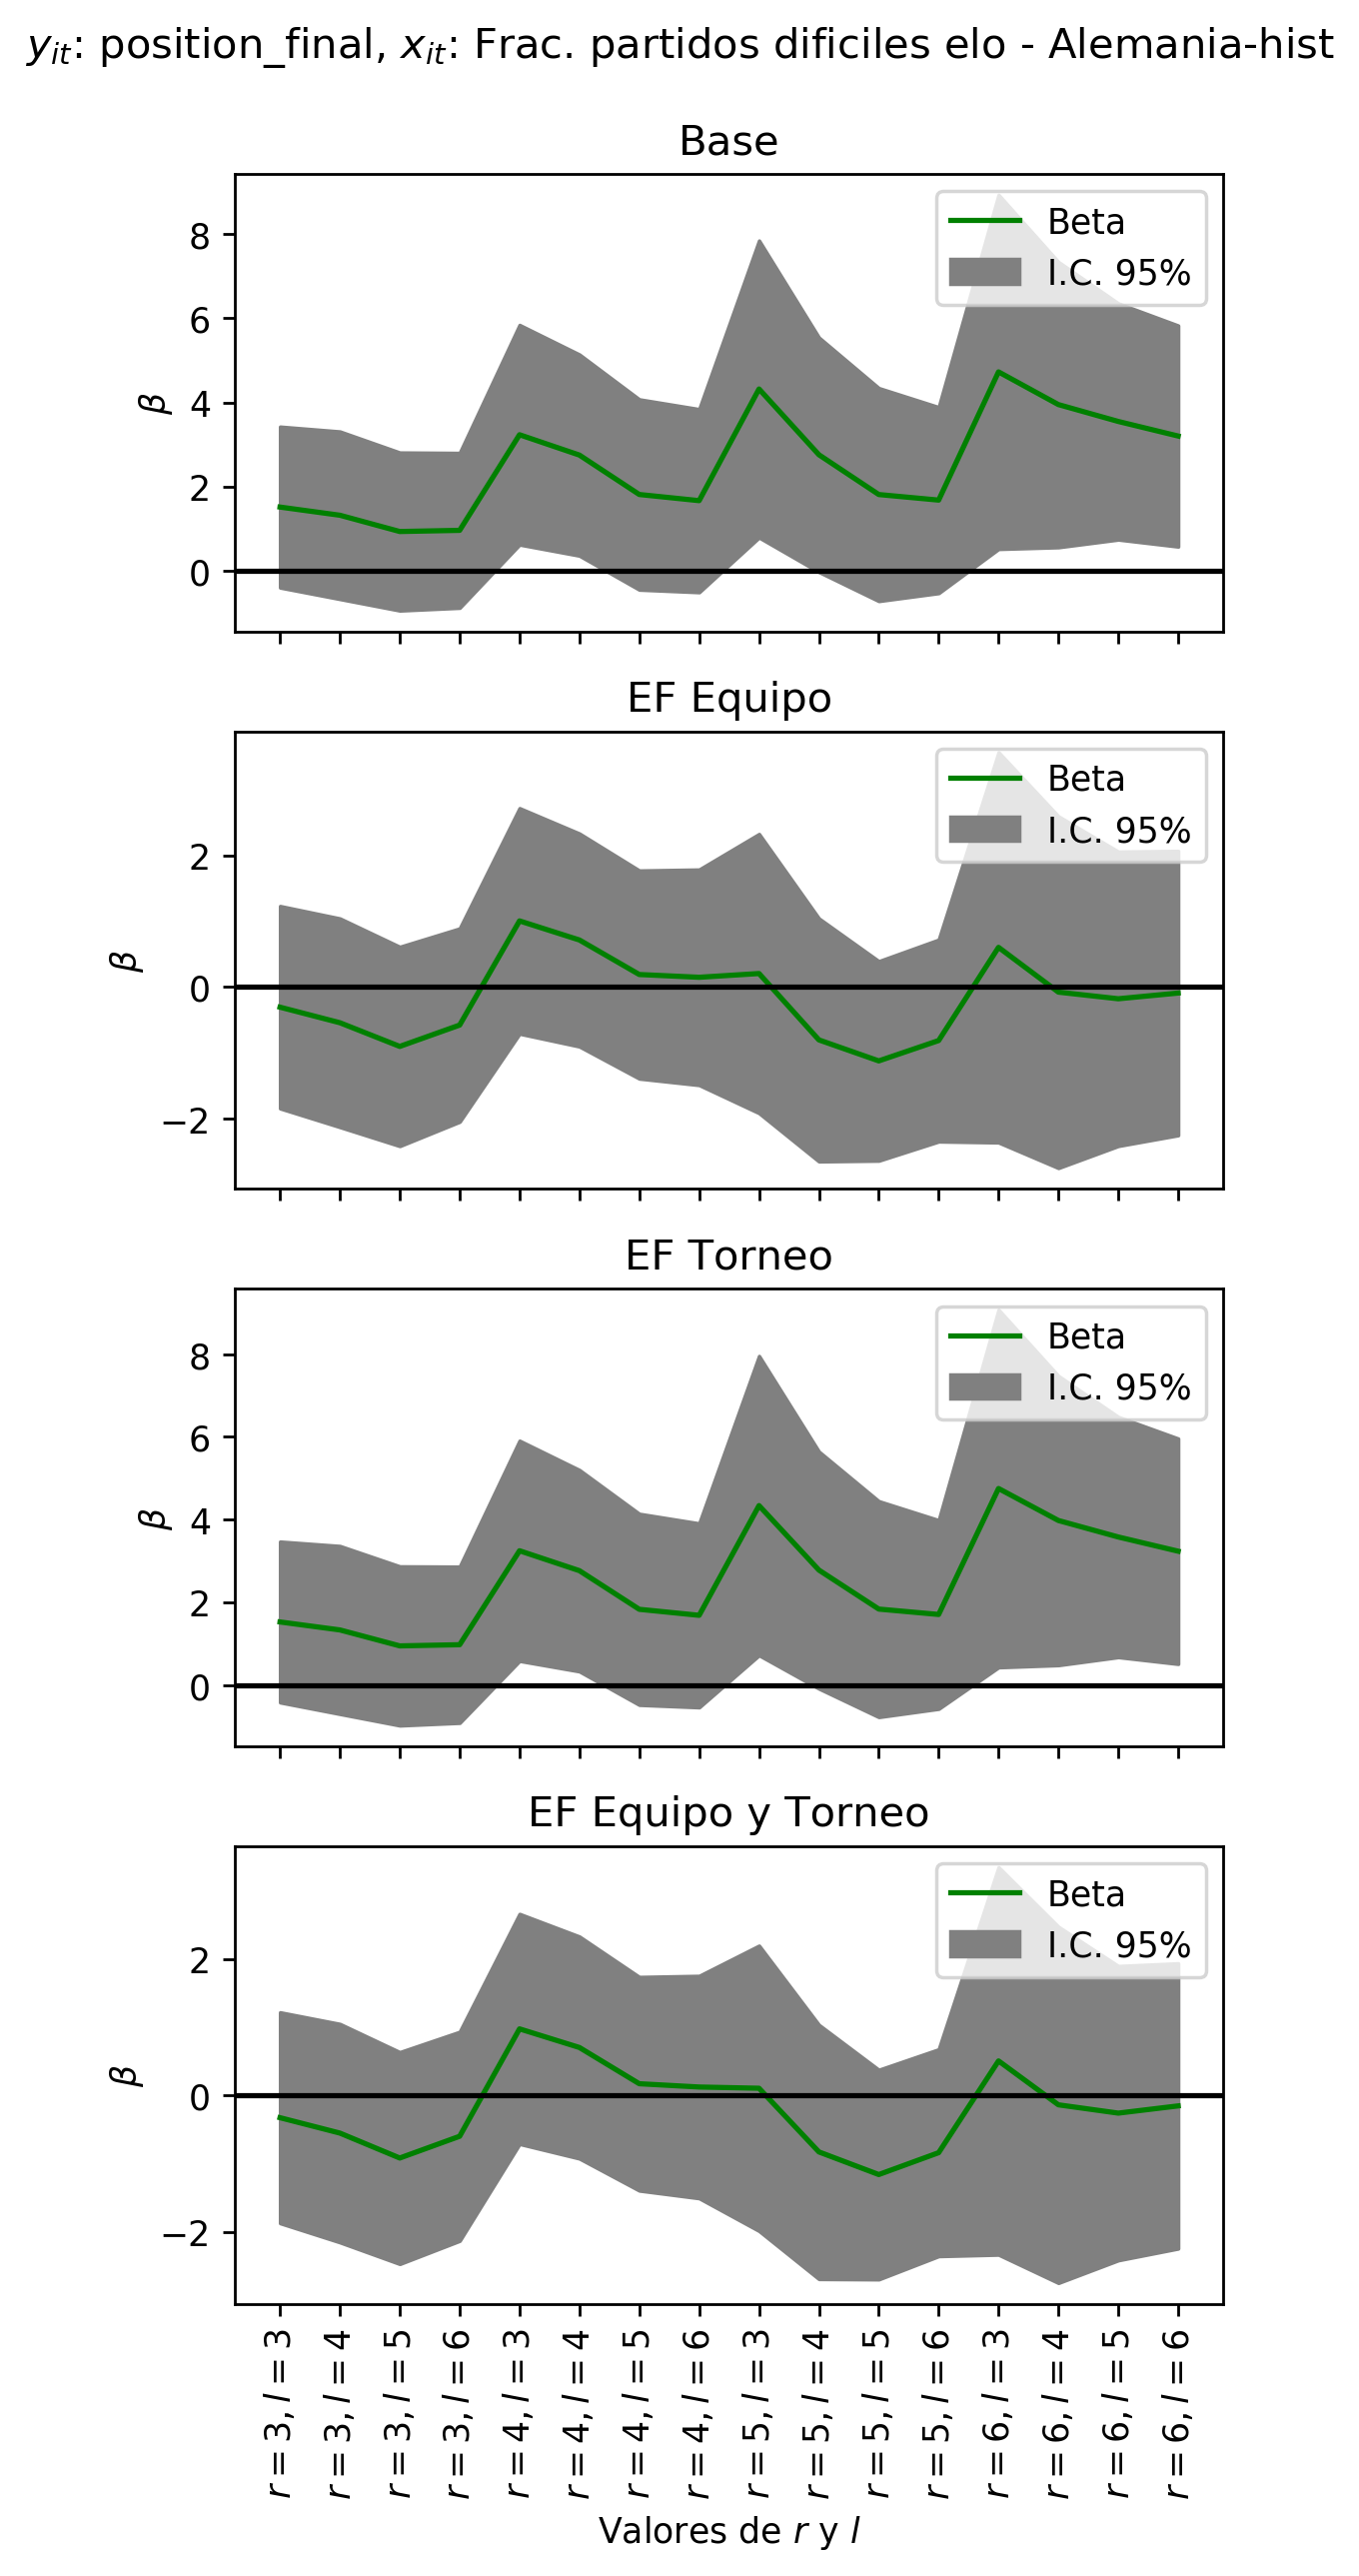 y_it: position_final, x_it: Frac. partidos dificiles elo - Alemania-hist
Base
Beta
I.C. 95%
8
6
4
2
0
β
EF Equipo
Beta
I.C. 95%
2
0
−2
β
EF Torneo
Beta
I.C. 95%
8
6
4
2
0
β
EF Equipo y Torneo
Beta
I.C. 95%
2
0
−2
β
r = 3, l = 3
r = 3, l = 4
r = 3, l = 5
r = 3, l = 6
r = 4, l = 3
r = 4, l = 4
r = 4, l = 5
r = 4, l = 6
r = 5, l = 3
r = 5, l = 4
r = 5, l = 5
r = 5, l = 6
r = 6, l = 3
r = 6, l = 4
r = 6, l = 5
r = 6, l = 6
Valores de r y l